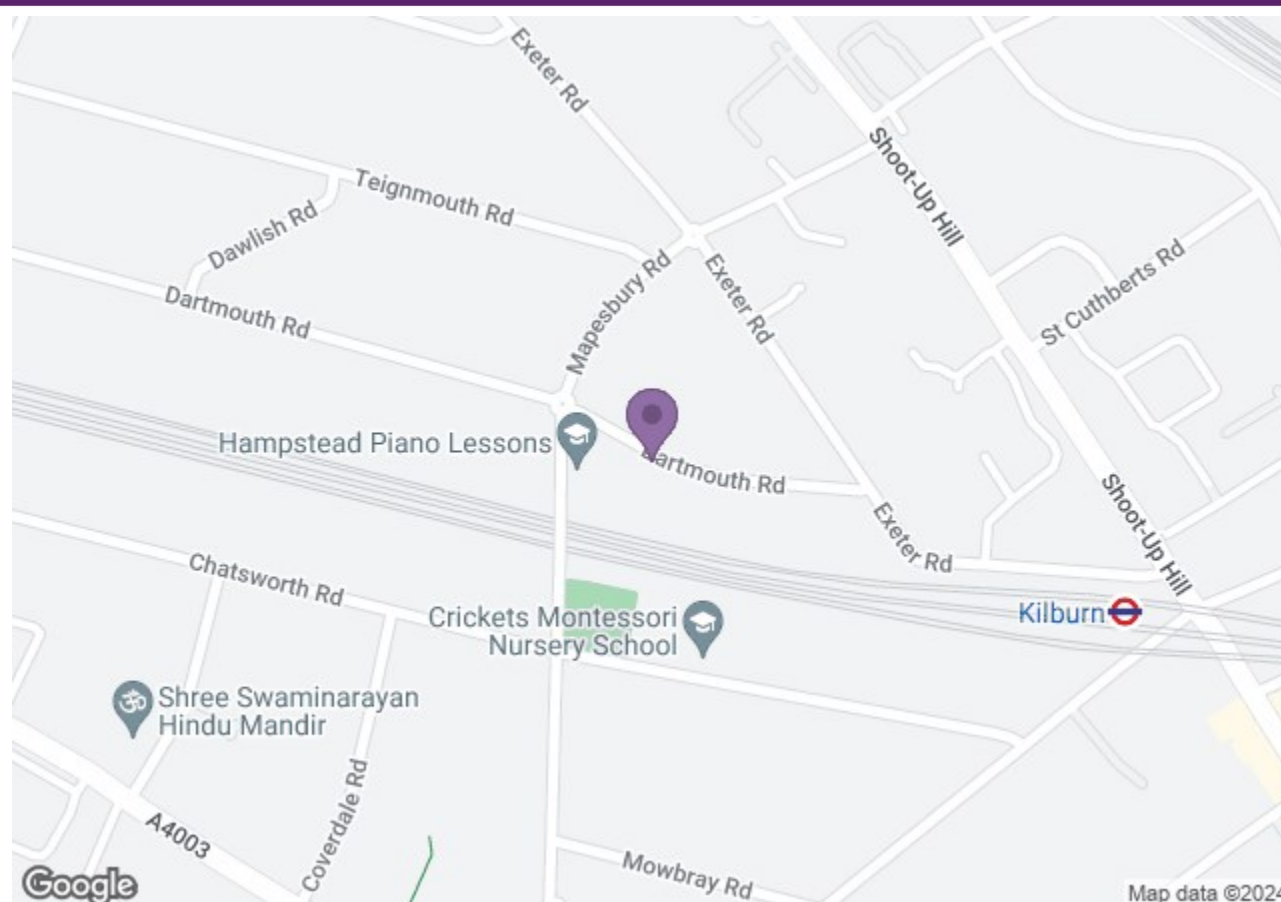 Exeter Rd
Shoot-Up Hill
Teignmouth Rd
Dawlish Rd
Mapesbury Rd
Exeter Rd
St Cuthberts Rd
Dartmouth Rd
Hampstead Piano Lessons
Dartmouth Rd
Exeter Rd
Shoot-Up Hill
Chatsworth Rd
Crickets Montessori
Nursery School
Kilburn
Shree Swaminarayan
Hindu Mandir
A4003
Coverdale Rd
Mowbray Rd
Google
Map data ©2024